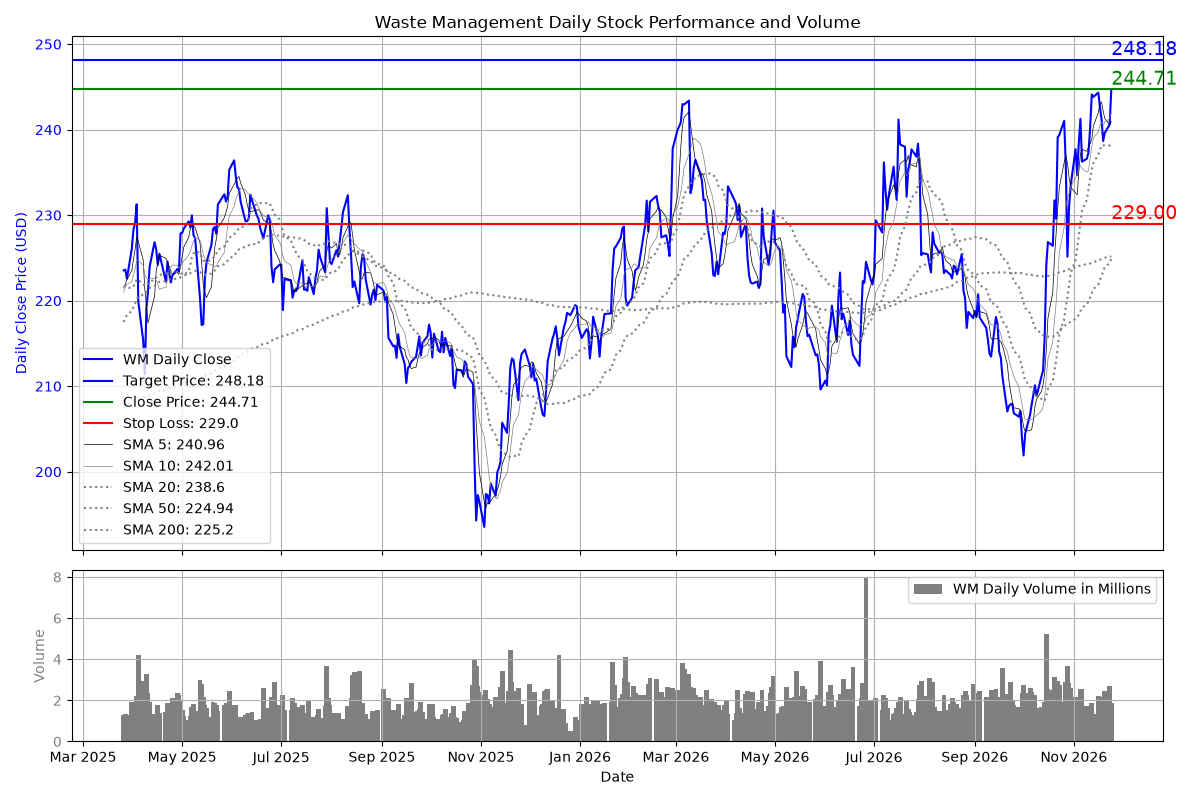 Waste Management Daily Stock Performance and Volume
250
248.18
244.71
240
230
229.00
220
210
200
Daily Close Price (USD)
WM Daily Close
Target Price: 248.18
Close Price: 244.71
Stop Loss: 229.0
SMA 5: 240.96
SMA 10: 242.01
SMA 20: 238.6
SMA 50: 224.94
SMA 200: 225.2
8
6
4
2
0
Volume
WM Daily Volume in Millions
Mar 2025 May 2025 Jul 2025 Sep 2025 Nov 2025 Jan 2026 Mar 2026 May 2026 Jul 2026 Sep 2026 Nov 2026
Date